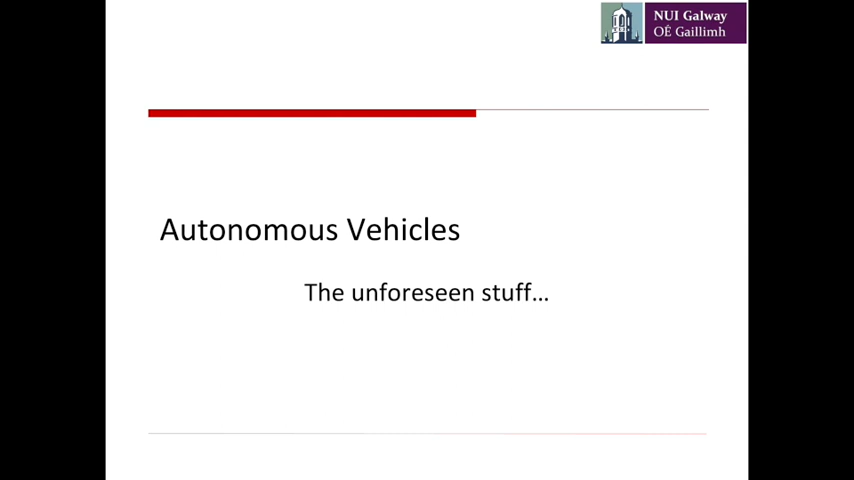 NUI Galway
OÉ Gaillimh
Autonomous Vehicles
The unforeseen stuff...